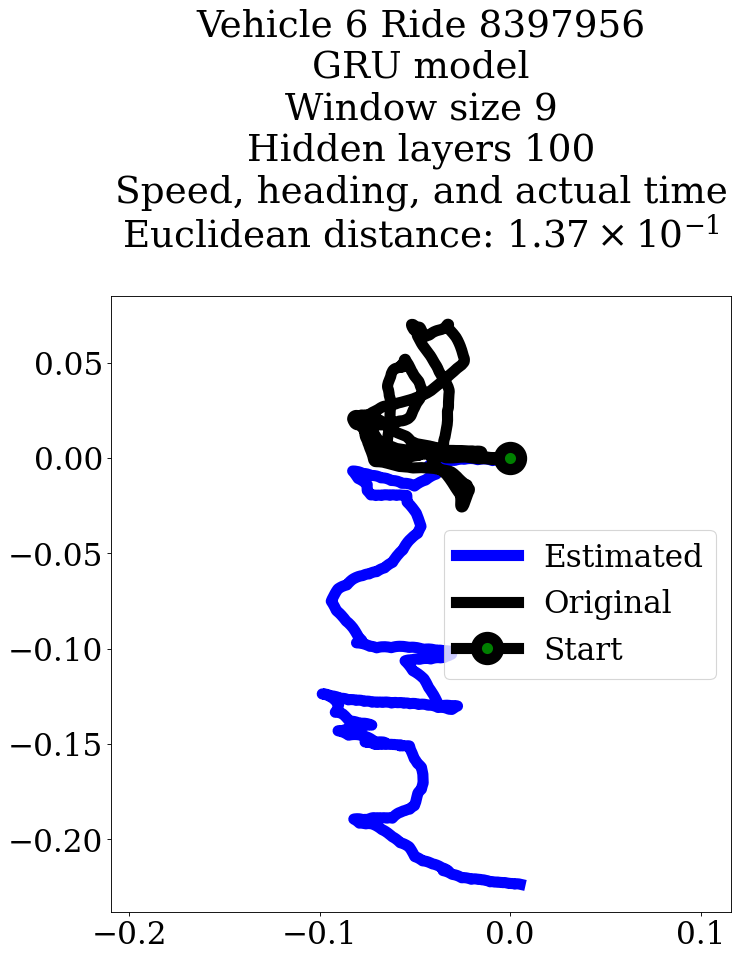 Vehicle 6 Ride 8397956
GRU model
Window size 9
Hidden layers 100
Speed, heading, and actual time
Euclidean distance: 1.37 × 10⁻¹
0.05
0.00
−0.05
−0.10
−0.15
−0.20
Estimated
Original
Start
−0.2
−0.1
0.0
0.1